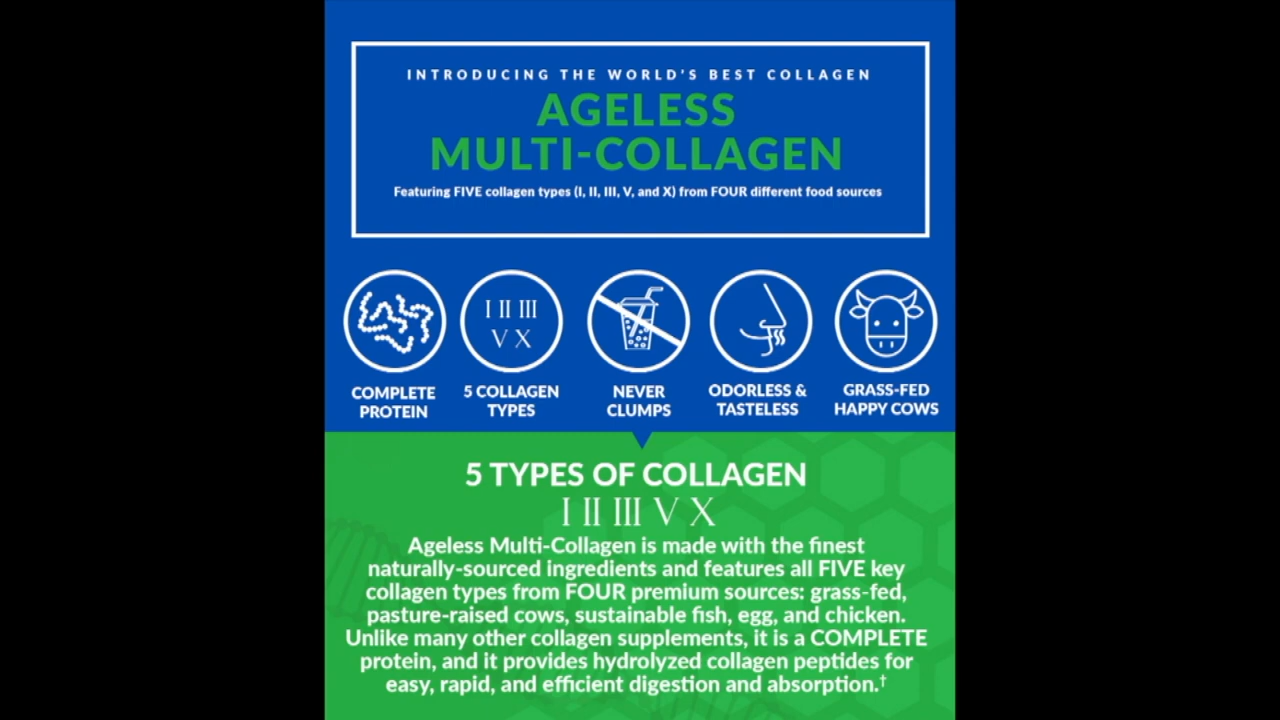 INTRODUCING THE WORLD'S BEST COLLAGEN
AGELESS
MULTI-COLLAGEN
Featuring FIVE collagen types (I, II, III, V, and X) from FOUR different food sources
I II III
V X
COMPLETE
PROTEIN
5 COLLAGEN
TYPES
NEVER
CLUMPS
ODORLESS &
TASTELESS
GRASS-FED
HAPPY COWS
5 TYPES OF COLLAGEN
I II III V X
Ageless Multi-Collagen is made with the finest
naturally-sourced ingredients and features all FIVE key
collagen types from FOUR premium sources: grass-fed,
pasture-raised cows, sustainable fish, egg, and chicken.
Unlike many other collagen supplements, it is a COMPLETE
protein, and it provides hydrolyzed collagen peptides for
easy, rapid, and efficient digestion and absorption.†